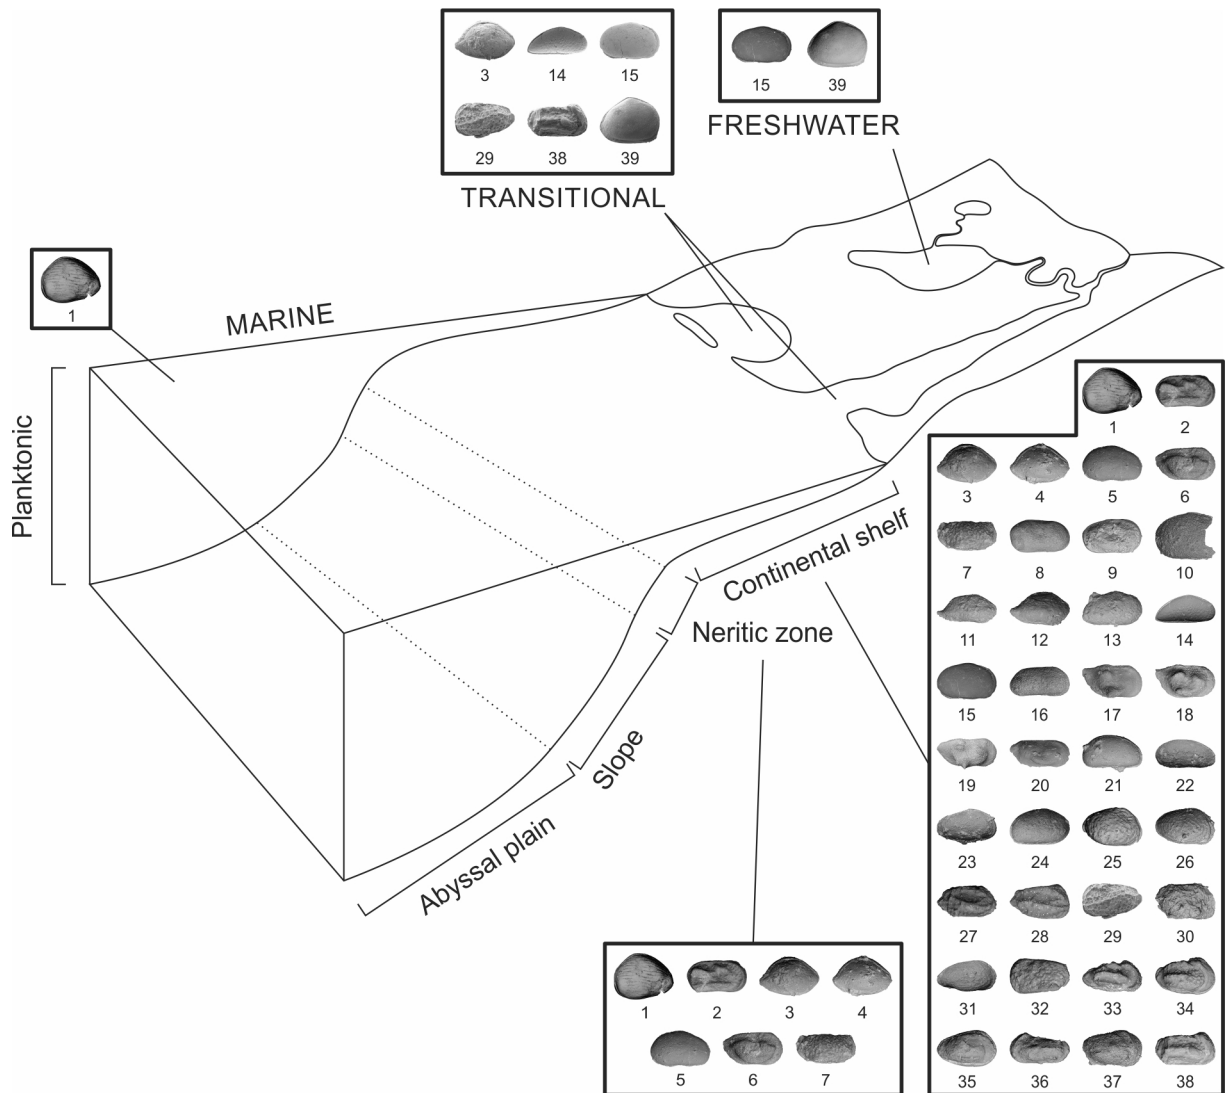 3 14 15
29 38 39
TRANSITIONAL
15 39
FRESHWATER
1
MARINE
Planktonic
Continental shelf
Neritic zone
Slope
Abyssal plain
1 2
3 4 5 6
7 8 9 10
11 12 13 14
15 16 17 18
19 20 21 22
23 24 25 26
27 28 29 30
31 32 33 34
35 36 37 38
1 2 3 4
5 6 7